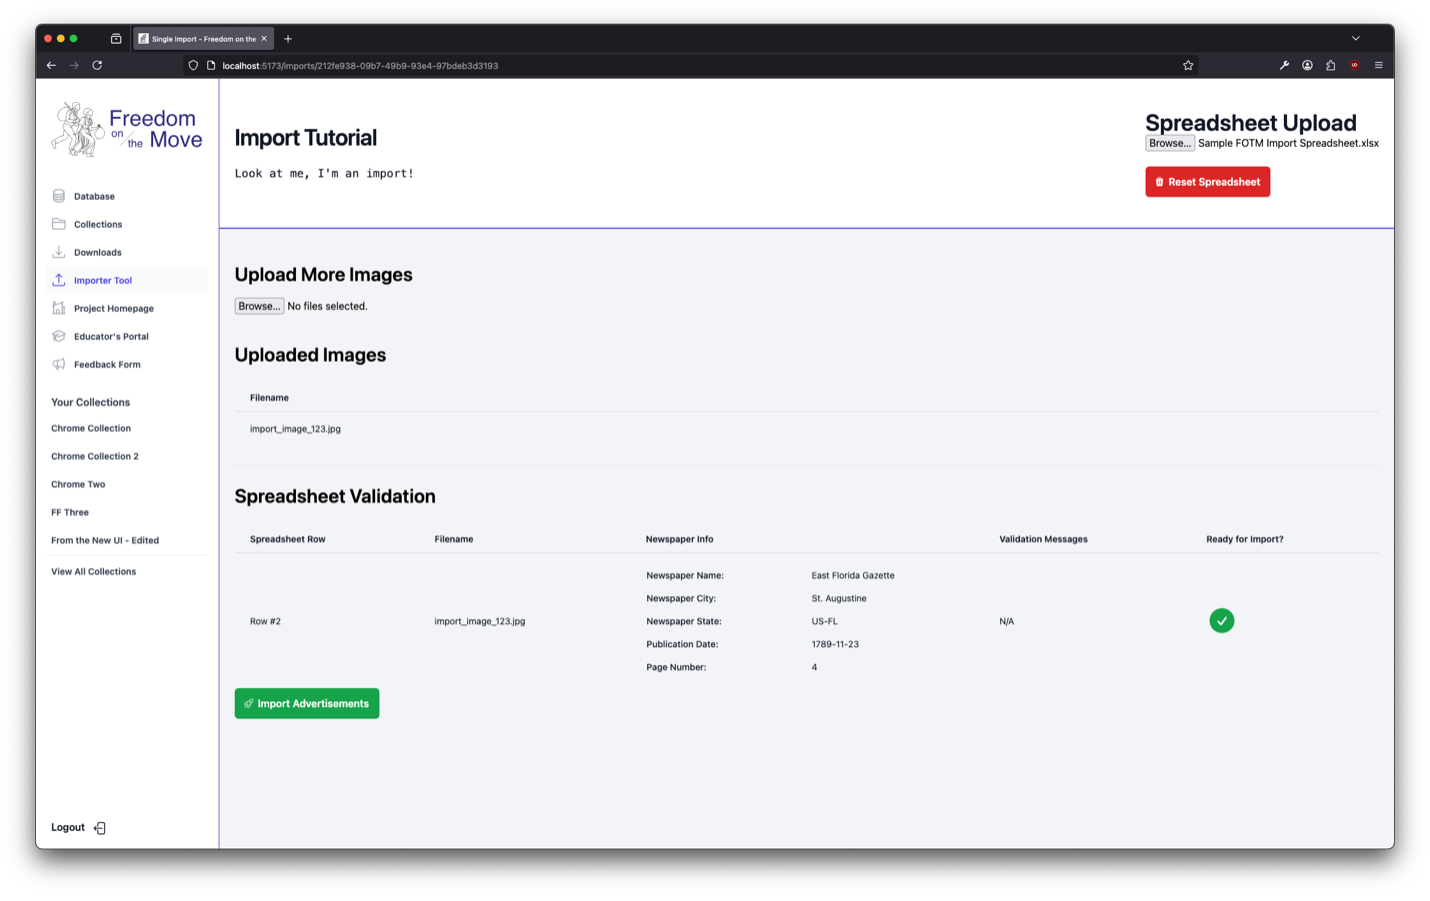 Single Import - Freedom on the
localhost:5173/imports/212fe938-09b7-49b9-93e4-97bdeb3d3193
Freedom
on the Move
Database
Collections
Downloads
Importer Tool
Project Homepage
Educator's Portal
Feedback Form
Your Collections
Chrome Collection
Chrome Collection 2
Chrome Two
FF Three
From the New UI - Edited
View All Collections
Logout
Import Tutorial
Look at me, I'm an import!
Spreadsheet Upload
Browse... Sample FOTM Import Spreadsheet.xlsx
Reset Spreadsheet
Upload More Images
Browse... No files selected.
Uploaded Images
Filename
import_image_123.jpg
Spreadsheet Validation
Spreadsheet Row Filename Newspaper Info Validation Messages Ready for Import?
Newspaper Name: East Florida Gazette
Newspaper City: St. Augustine
Row #2 import_image_123.jpg Newspaper State: US-FL N/A
Publication Date: 1789-11-23
Page Number: 4
Import Advertisements